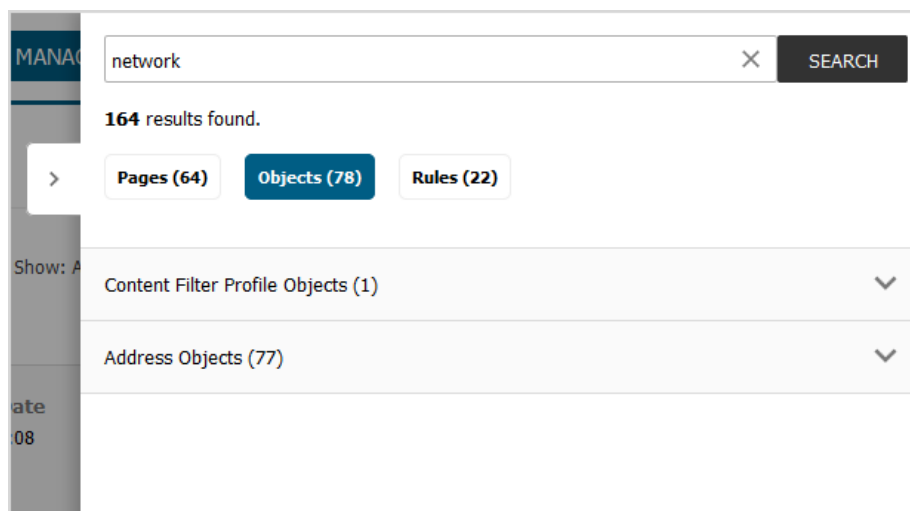 MANAG
network
SEARCH
164 results found.
Pages (64)
Objects (78)
Rules (22)
Show: A
Content Filter Profile Objects (1)
Address Objects (77)
ate
:08